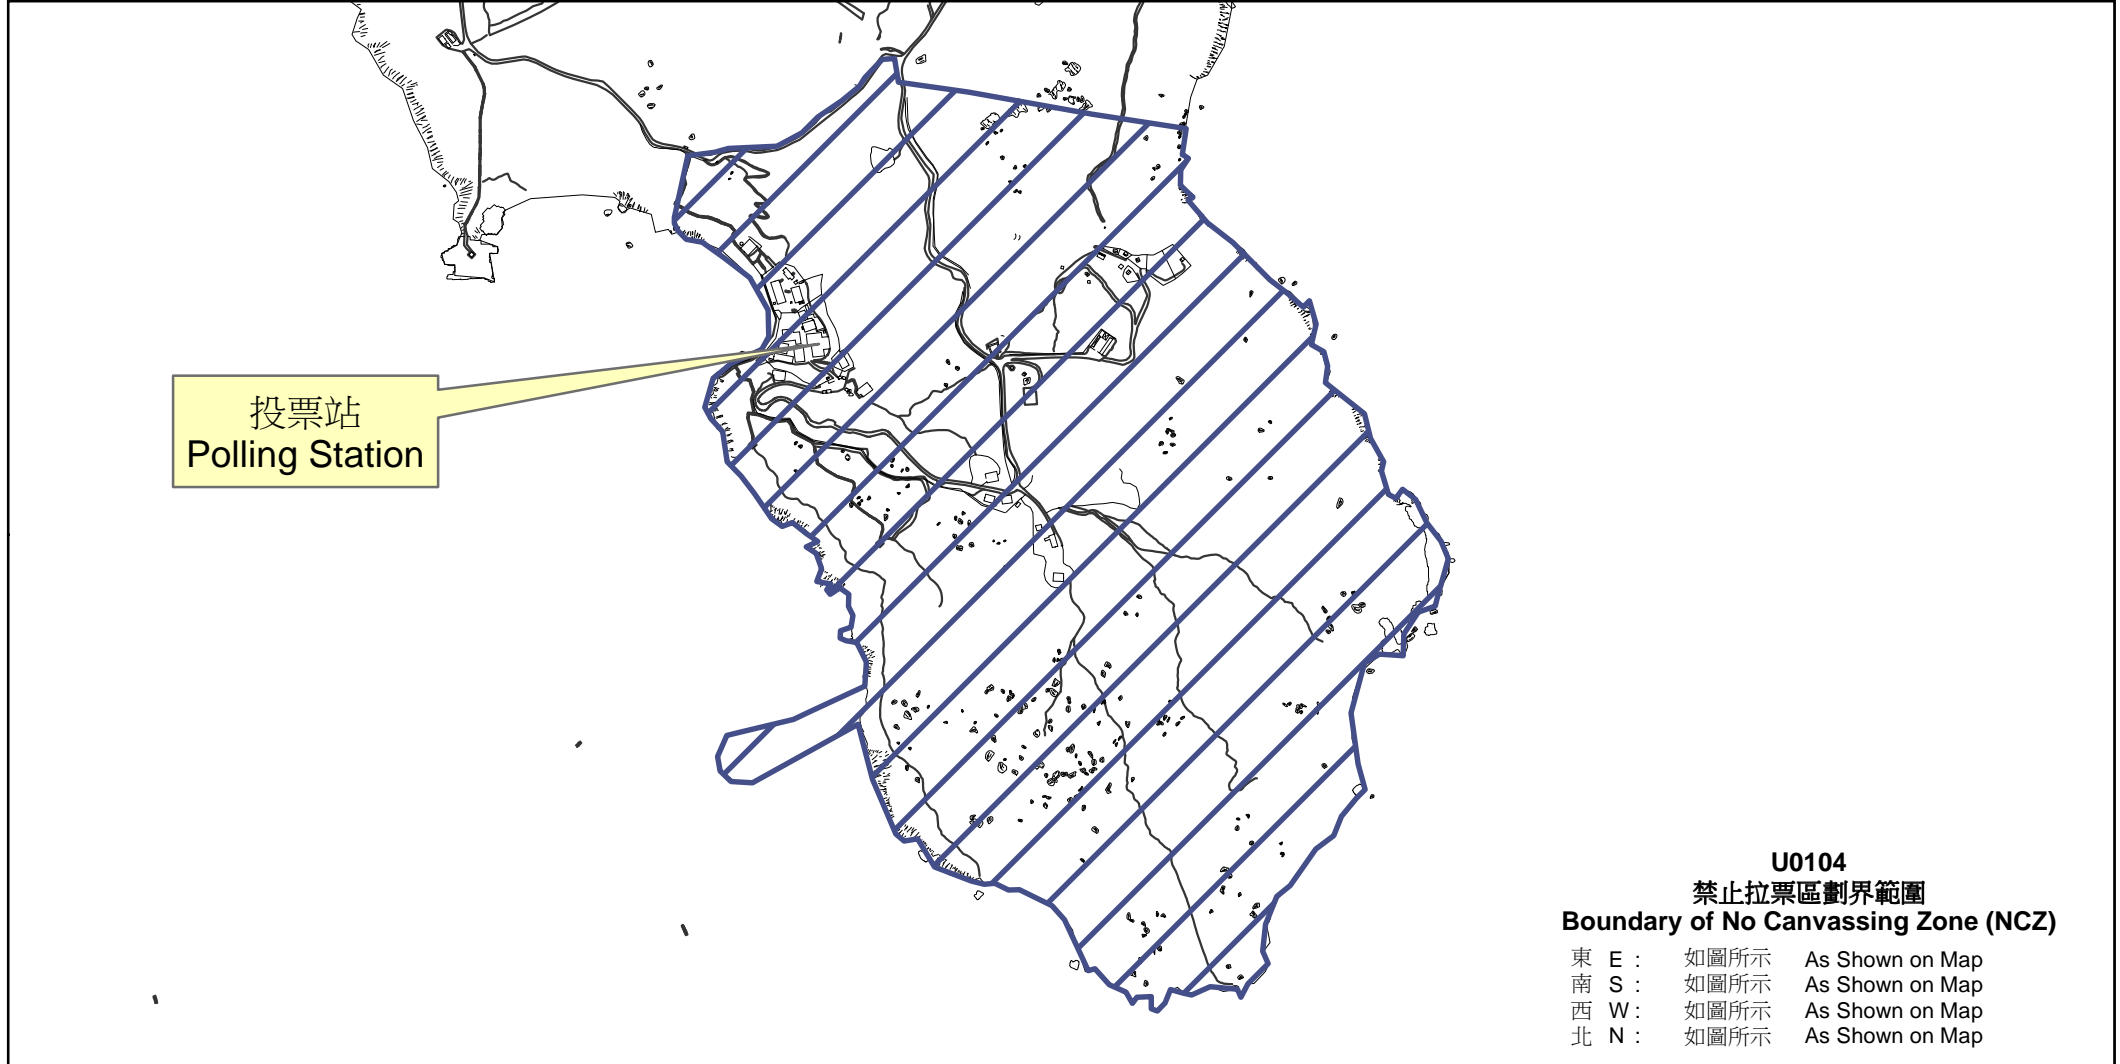 投票站
Polling Station
U0104
禁止拉票區劃界範圍
Boundary of No Canvassing Zone (NCZ)
東 E : 如圖所示 As Shown on Map
南 S : 如圖所示 As Shown on Map
西 W : 如圖所示 As Shown on Map
北 N : 如圖所示 As Shown on Map